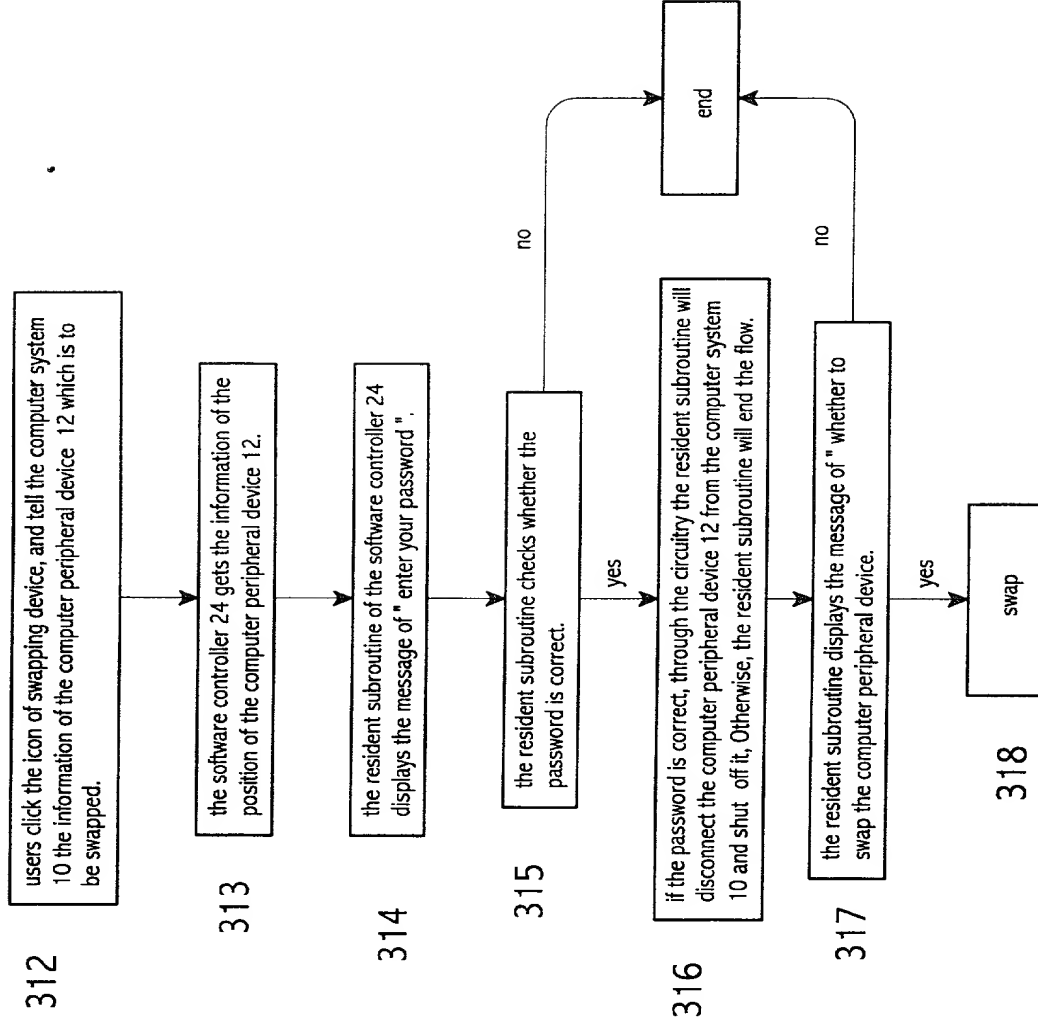 312
users click the icon of swapping device, and tell the computer system
10 the information of the computer peripheral device 12 which is to
be swapped.
313
the software controller 24 gets the information of the
position of the computer peripheral device 12.
314
the resident subroutine of the software controller 24
displays the message of " enter your password ".
315
the resident subroutine checks whether the
password is correct.
no
yes
316
if the password is correct, through the circuitry the resident subroutine will
disconnect the computer peripheral device 12 from the computer system
10 and shut off it, Otherwise, the resident subroutine will end the flow.
end
317
the resident subroutine displays the message of " whether to
swap the computer peripheral device.
no
yes
318
swap